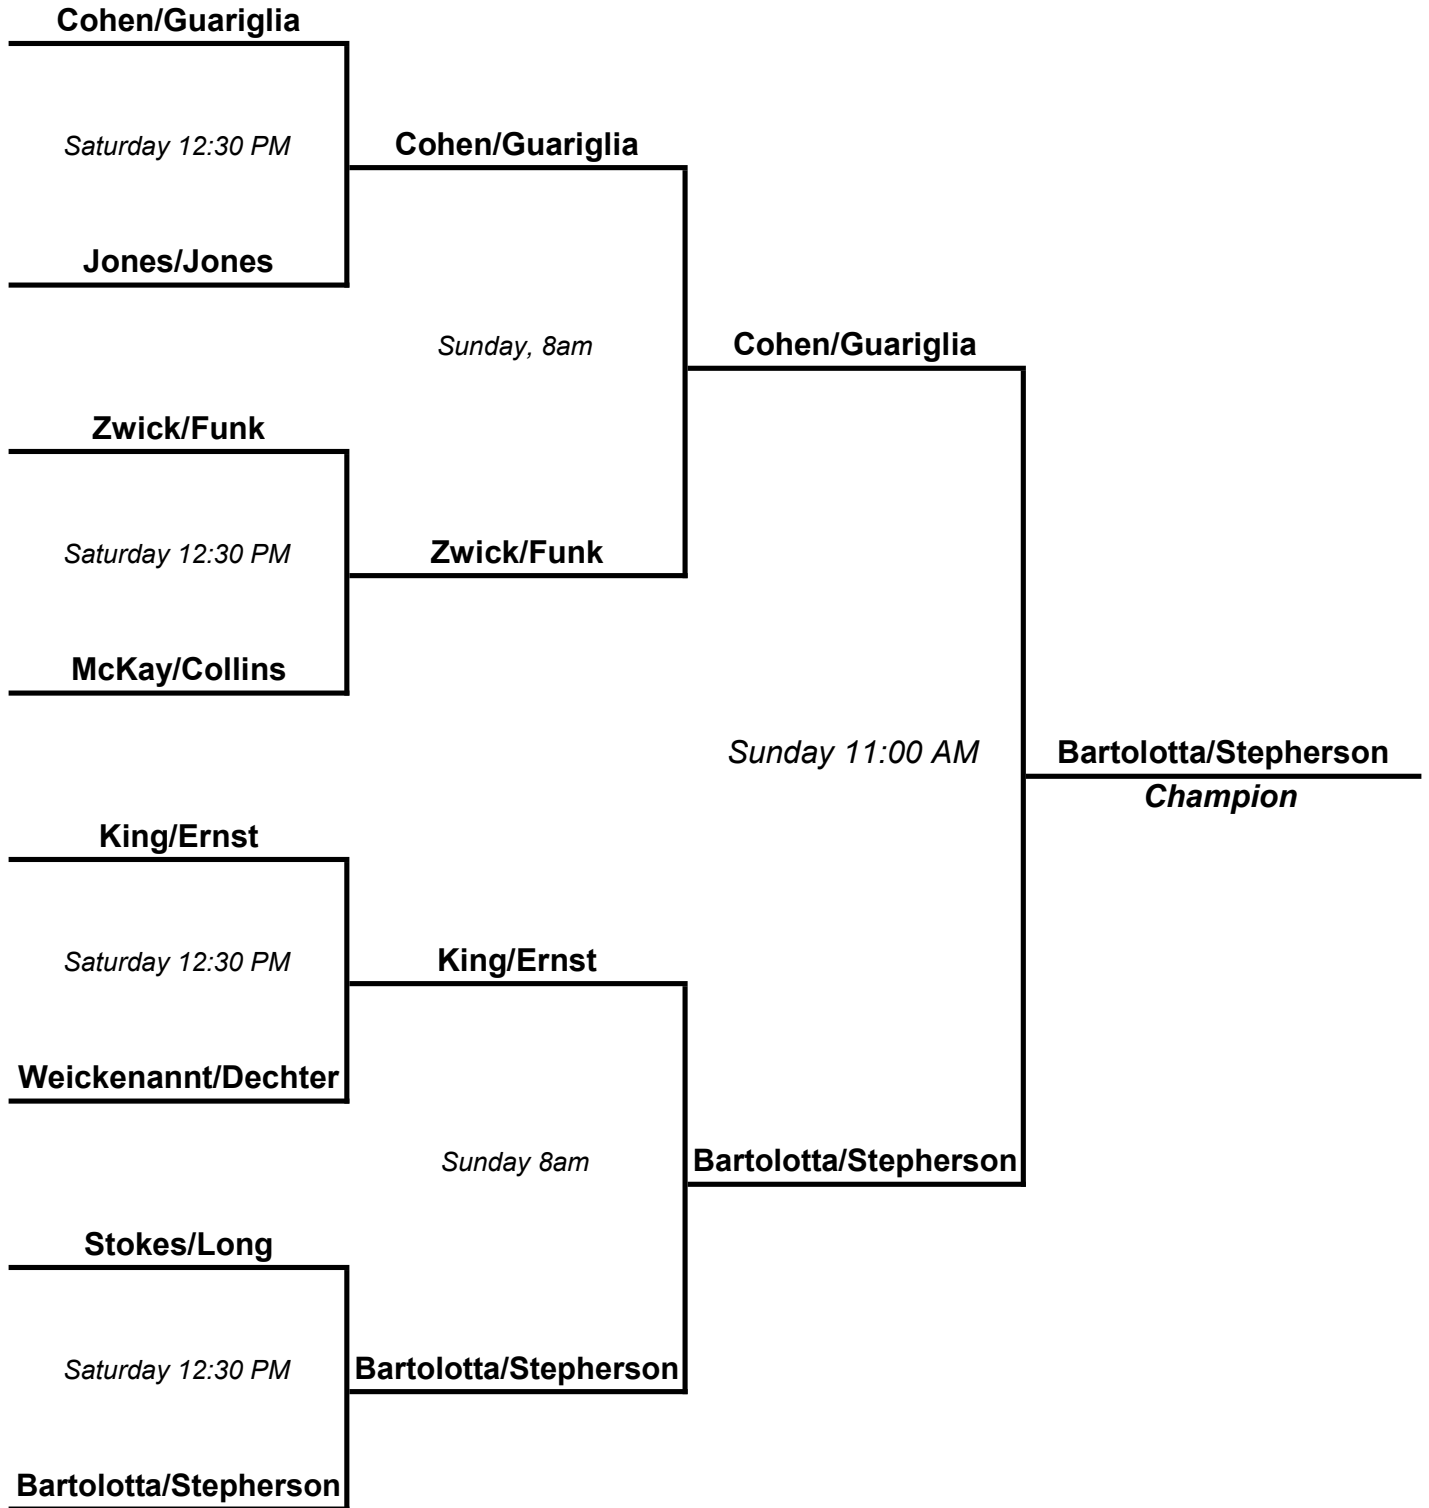 Cohen/Guariglia
Saturday 12:30 PM
Cohen/Guariglia
Jones/Jones
Sunday, 8am
Cohen/Guariglia
Zwick/Funk
Saturday 12:30 PM
Zwick/Funk
McKay/Collins
Sunday 11:00 AM
Bartolotta/Stepherson
Champion
King/Ernst
Saturday 12:30 PM
King/Ernst
Weickenannt/Dechter
Sunday 8am
Bartolotta/Stepherson
Stokes/Long
Saturday 12:30 PM
Bartolotta/Stepherson
Bartolotta/Stepherson